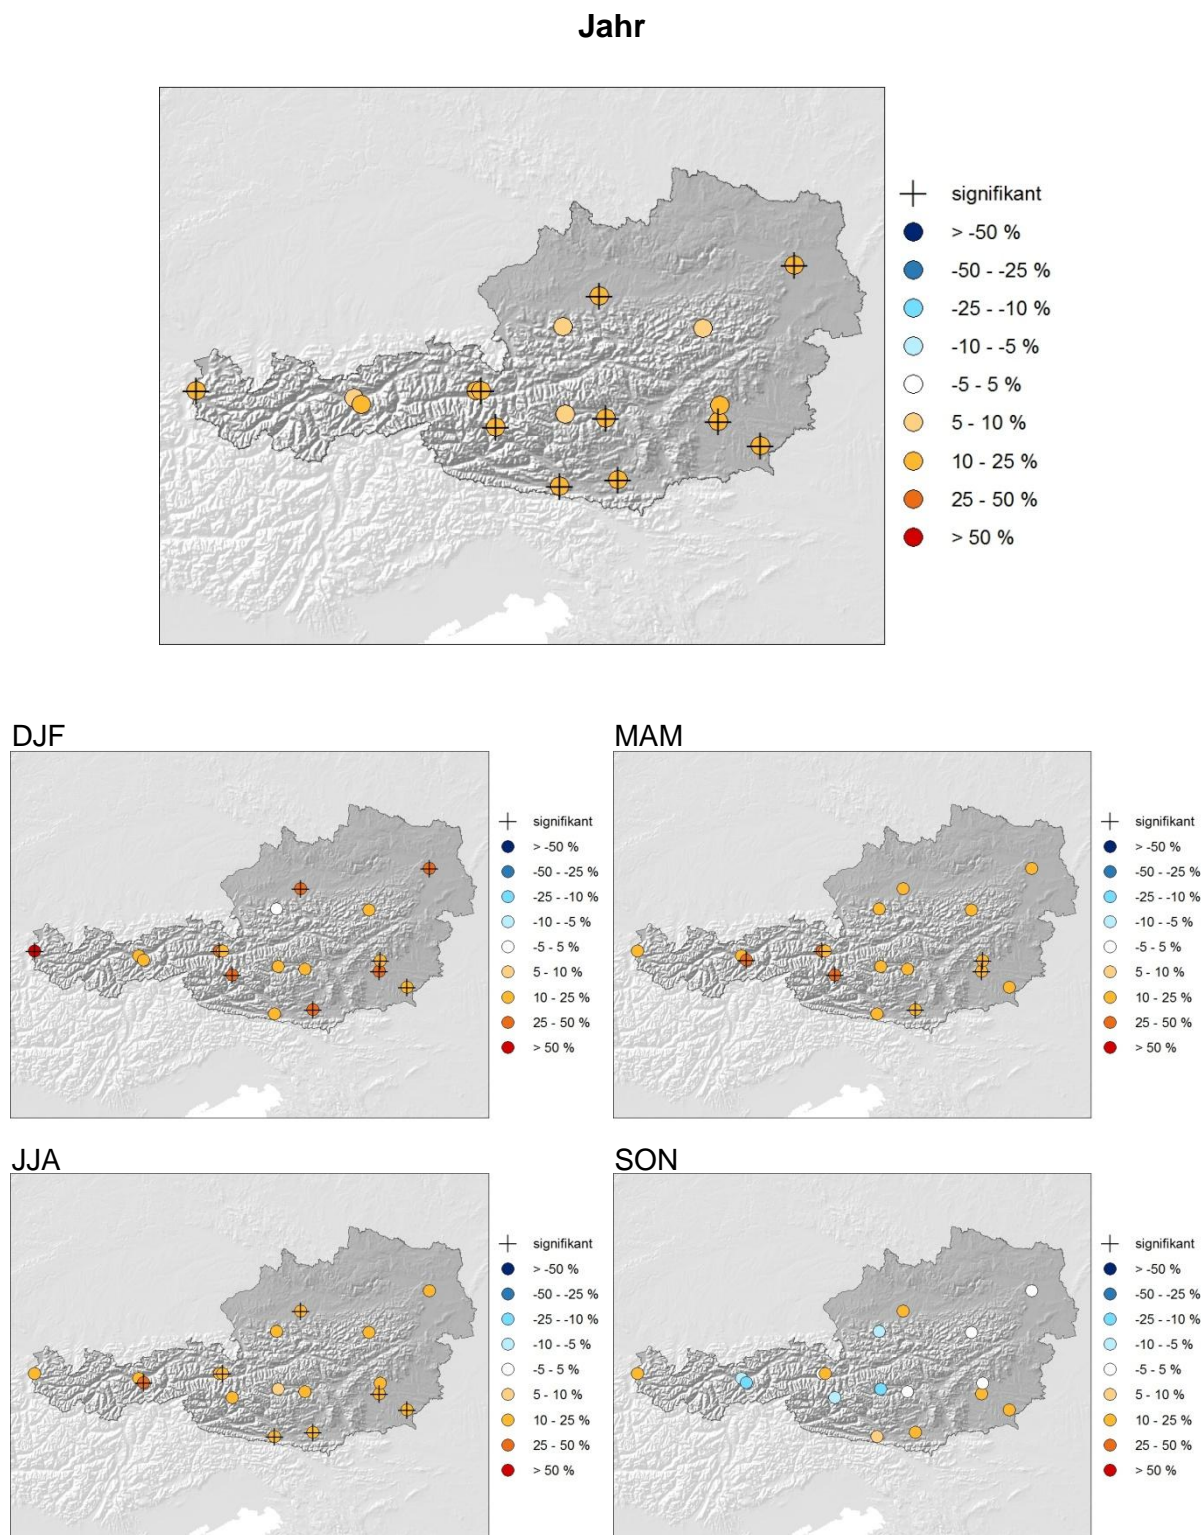 Jahr
signifikant
> -50 %
-50 - -25 %
-25 - -10 %
-10 - -5 %
-5 - 5 %
5 - 10 %
10 - 25 %
25 - 50 %
> 50 %
DJF
signifikant
> -50 %
-50 - -25 %
-25 - -10 %
-10 - -5 %
-5 - 5 %
5 - 10 %
10 - 25 %
25 - 50 %
> 50 %
MAM
signifikant
> -50 %
-50 - -25 %
-25 - -10 %
-10 - -5 %
-5 - 5 %
5 - 10 %
10 - 25 %
25 - 50 %
> 50 %
JJA
signifikant
> -50 %
-50 - -25 %
-25 - -10 %
-10 - -5 %
-5 - 5 %
5 - 10 %
10 - 25 %
25 - 50 %
> 50 %
SON
signifikant
> -50 %
-50 - -25 %
-25 - -10 %
-10 - -5 %
-5 - 5 %
5 - 10 %
10 - 25 %
25 - 50 %
> 50 %